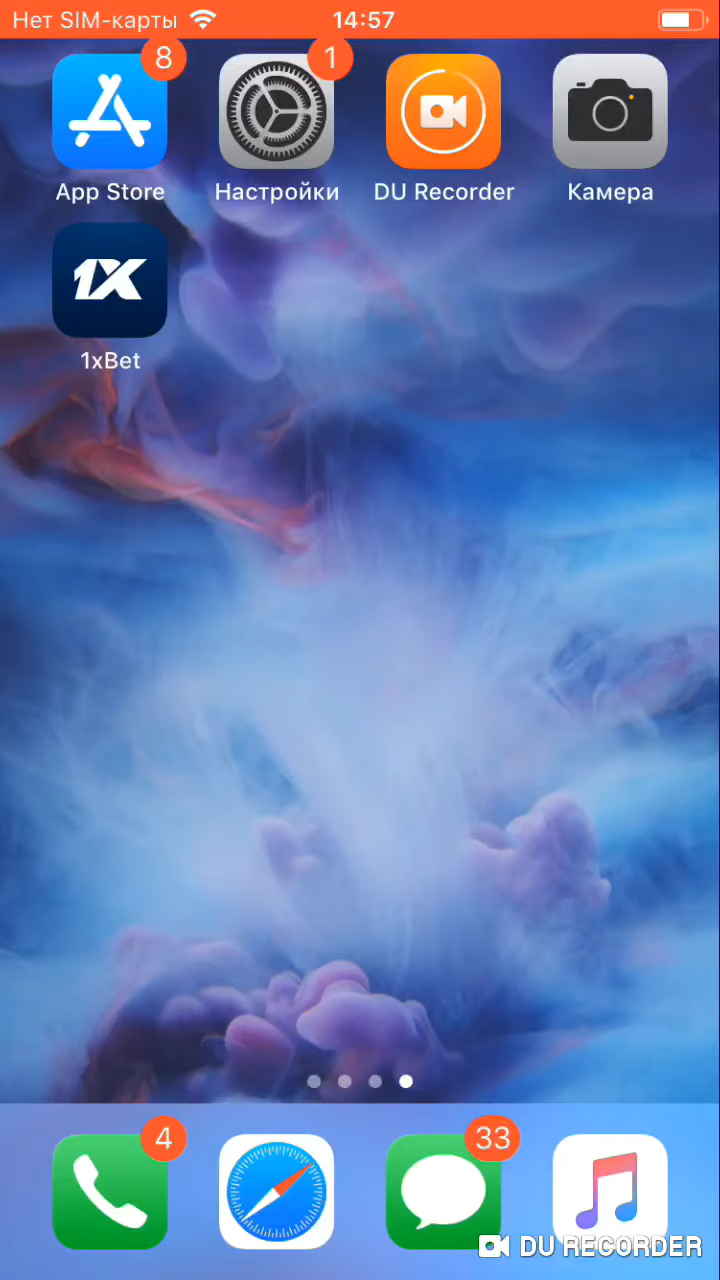 Нет SIM-карты 14:57
8 1
App Store Настройки DU Recorder Камера
1X
1xBet
4 33
DU RECORDER